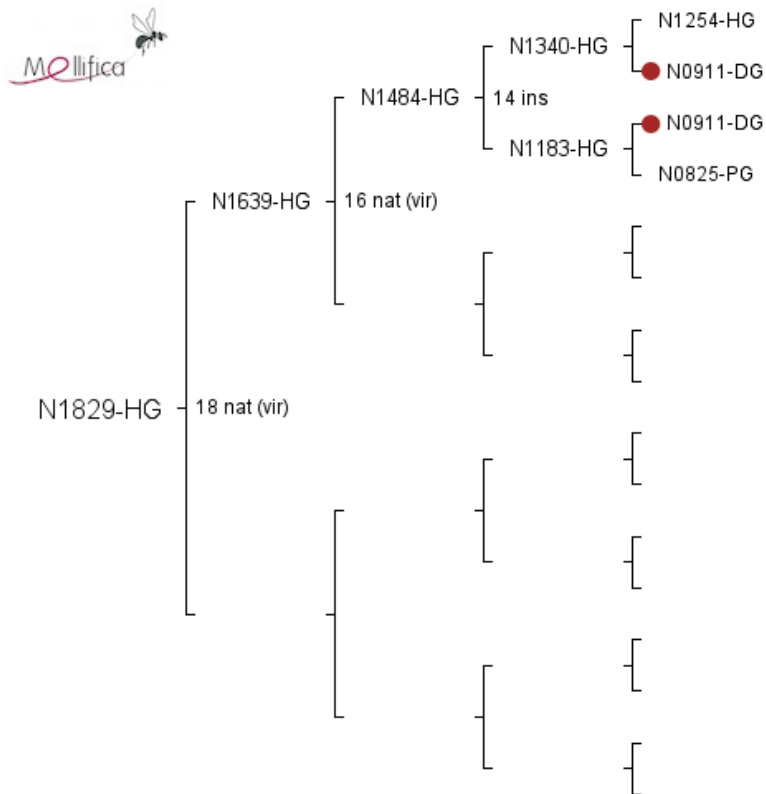 Mellifica
N1254-HG
N1340-HG
N0911-DG
N1484-HG
14 ins
N0911-DG
N1183-HG
N0825-PG
N1639-HG
16 nat (vir)
N1829-HG
18 nat (vir)